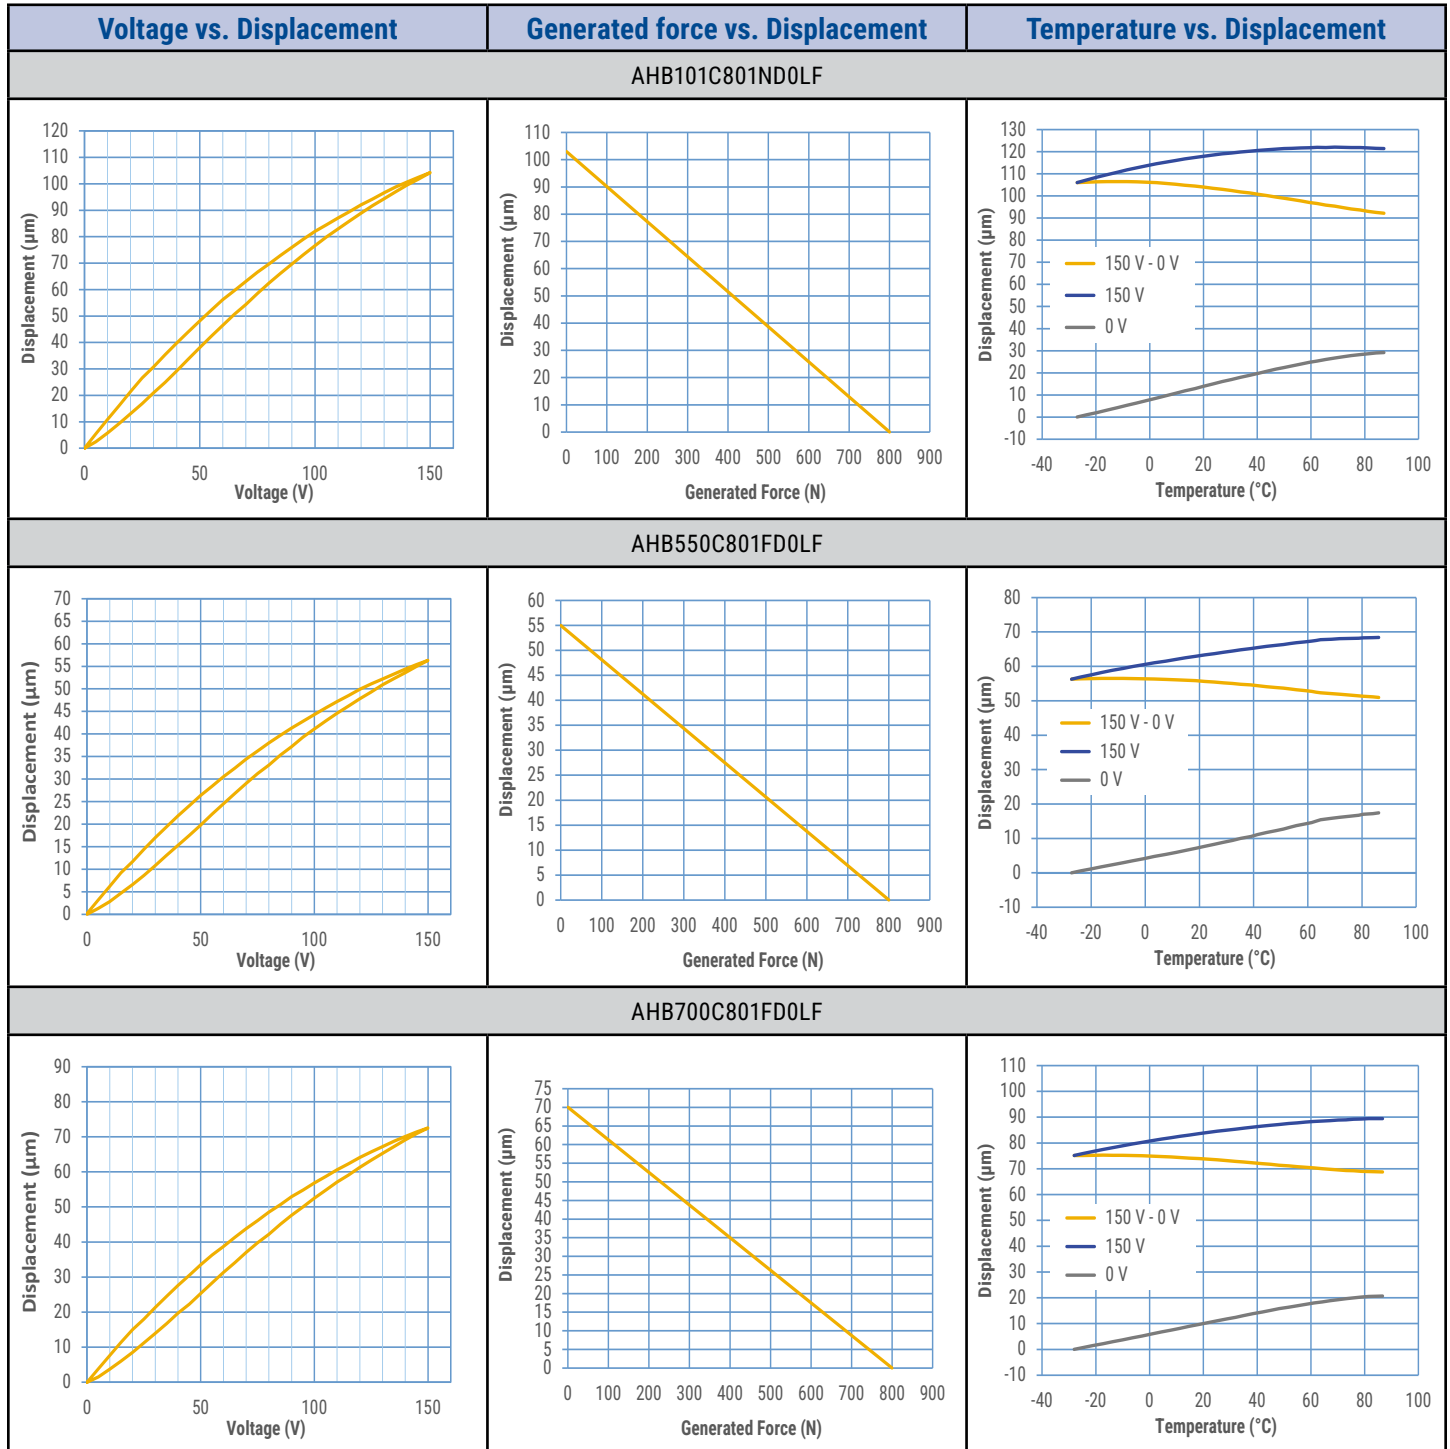 Voltage vs. Displacement
Generated force vs. Displacement
Temperature vs. Displacement
AHB101C801ND0LF
Displacement (µm)
120
110
100
90
80
70
60
50
40
30
20
10
0
0 50 100 150
Voltage (V)
Displacement (µm)
110
100
90
80
70
60
50
40
30
20
10
0
0 100 200 300 400 500 600 700 800 900
Generated Force (N)
Displacement (µm)
130
120
110
100
90
80
70
60
50
40
30
20
10
0
-10
150 V - 0 V
150 V
0 V
-40 -20 0 20 40 60 80 100
Temperature (°C)
AHB550C801FD0LF
Displacement (µm)
70
65
60
55
50
45
40
35
30
25
20
15
10
5
0
0 50 100 150
Voltage (V)
Displacement (µm)
60
55
50
45
40
35
30
25
20
15
10
5
0
0 100 200 300 400 500 600 700 800 900
Generated Force (N)
Displacement (µm)
80
70
60
50
40
30
20
10
0
-10
150 V - 0 V
150 V
0 V
-40 -20 0 20 40 60 80 100
Temperature (°C)
AHB700C801FD0LF
Displacement (µm)
90
80
70
60
50
40
30
20
10
0
0 50 100 150
Voltage (V)
Displacement (µm)
75
70
65
60
55
50
45
40
35
30
25
20
15
10
5
0
0 100 200 300 400 500 600 700 800 900
Generated Force (N)
Displacement (µm)
110
100
90
80
70
60
50
40
30
20
10
0
-10
150 V - 0 V
150 V
0 V
-40 -20 0 20 40 60 80 100
Temperature (°C)